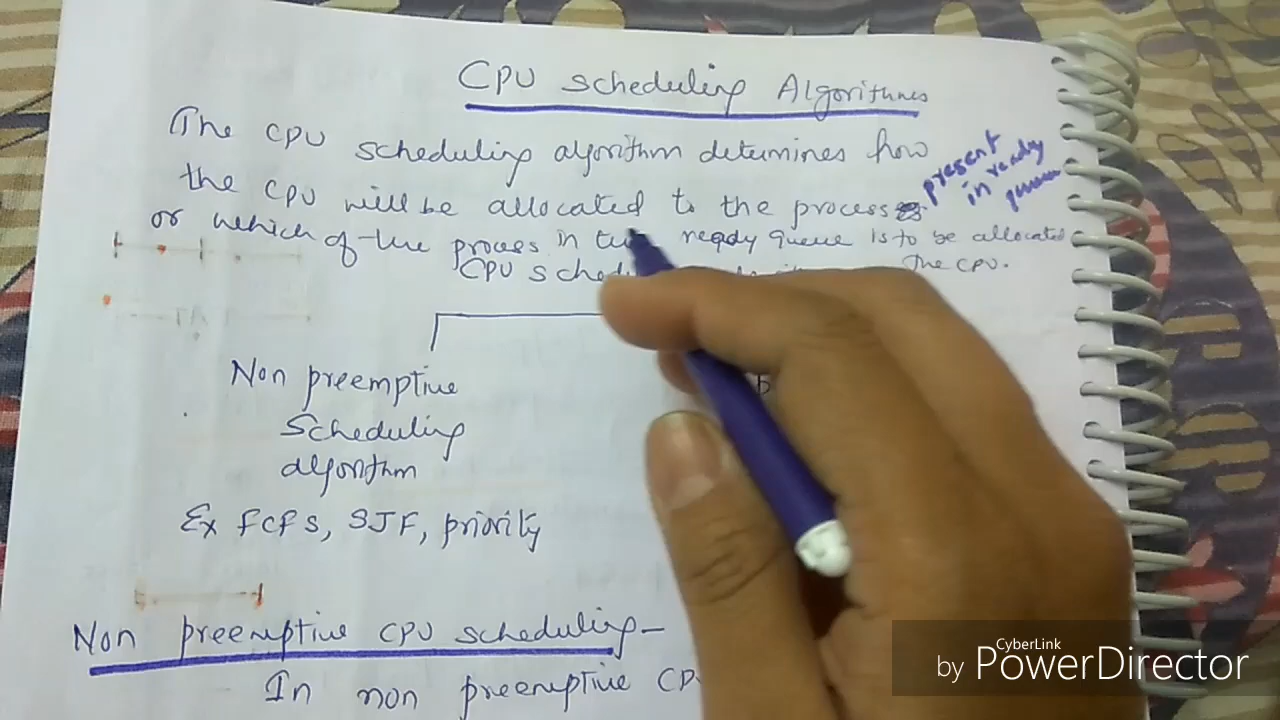 CPU Scheduling Algorithms
The CPU scheduling algorithm determines how
the CPU will be allocated to the process present in ready queue
or which of the process in the ready queue is to be allocated
the CPU.
CPU
Non preemptive
Scheduling
algorithm
Ex FCFS, SJF, priority
Non preemptive CPU scheduling-
In non preemptive
by CyberLink PowerDirector